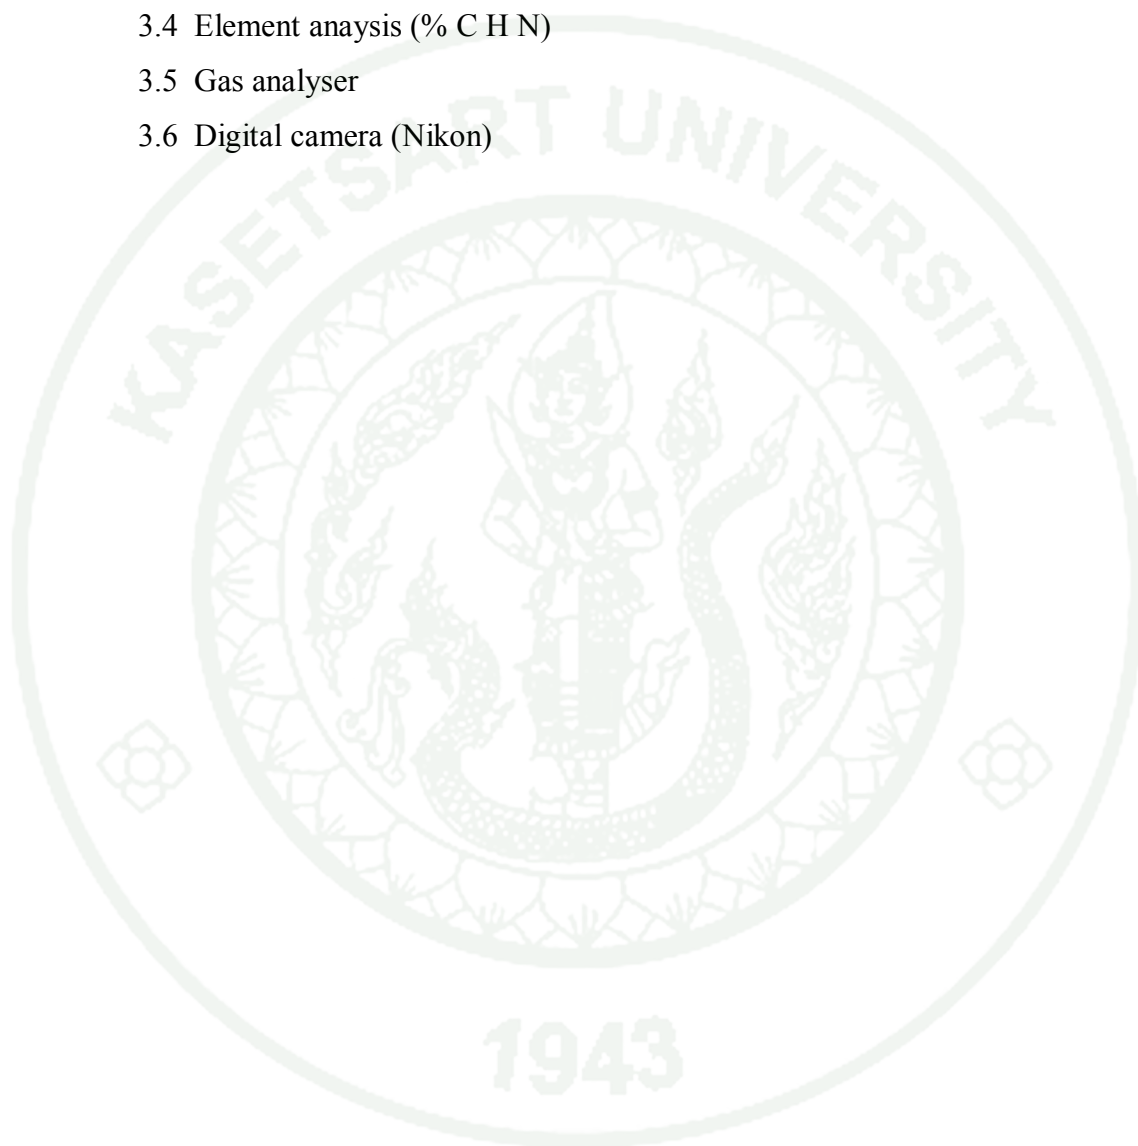 3.4 Element anaysis (% C H N)
3.5 Gas analyser
3.6 Digital camera (Nikon)
KASETSART UNIVERSITY
1943